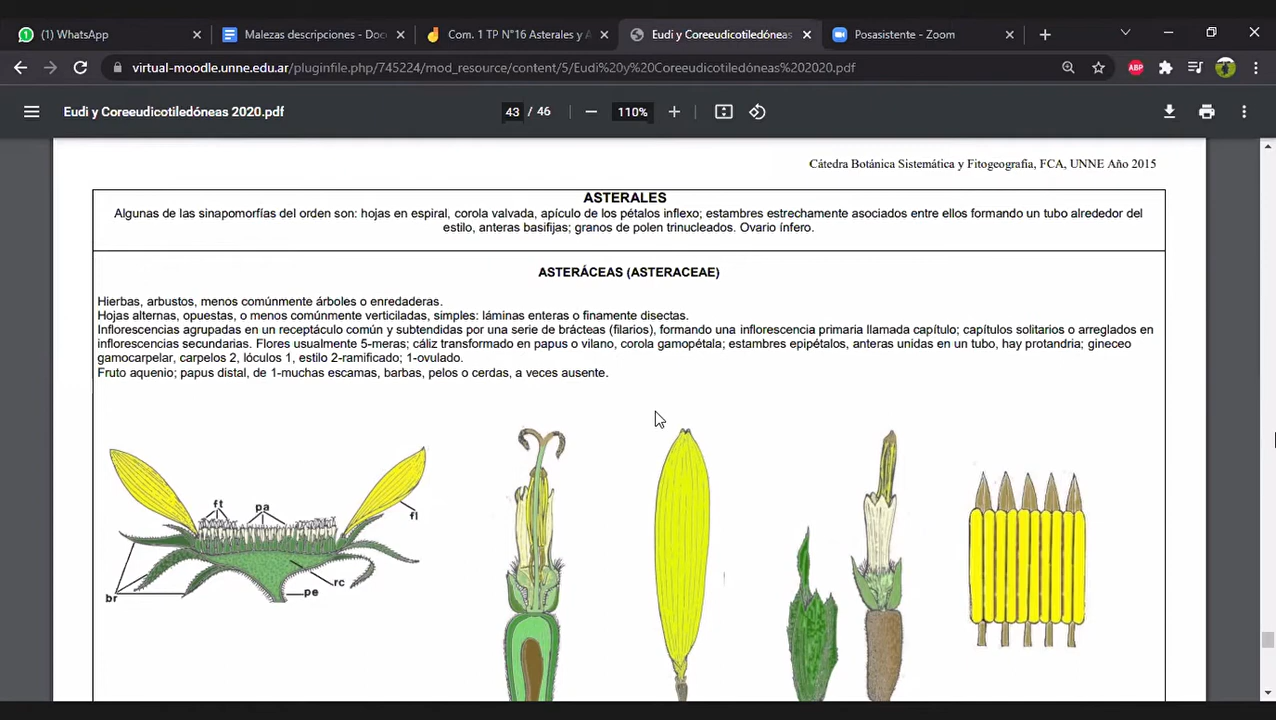 (1) WhatsApp
Malezas descripciones - Doc
Com. 1 TP N°16 Asterales y A
Eudi y Coreeudicotiledóneas
Posasistente - Zoom
virtual-moodle.unne.edu.ar/pluginfile.php/745224/mod_resource/content/5/Eudi%20y%20Coreeudicotiledóneas%202020.pdf
ABP
Eudi y Coreeudicotiledóneas 2020.pdf
43 / 46
110%
Cátedra Botánica Sistemática y Fitogeografia, FCA, UNNE Año 2015
ASTERALES
Algunas de las sinapomorfías del orden son: hojas en espiral, corola valvada, apículo de los pétalos inflexo; estambres estrechamente asociados entre ellos formando un tubo alrededor del
estilo, anteras basifijas; granos de polen trinucleados. Ovario ínfero.
ASTERÁCEAS (ASTERACEAE)
Hierbas, arbustos, menos comúnmente árboles o enredaderas.
Hojas alternas, opuestas, o menos comúnmente verticiladas, simples: láminas enteras o finamente disectas.
Inflorescencias agrupadas en un receptáculo común y subtendidas por una serie de brácteas (filarios), formando una inflorescencia primaria llamada capítulo; capítulos solitarios o arreglados en
inflorescencias secundarias. Flores usualmente 5-meras; cáliz transformado en papus o vilano, corola gamopétala; estambres epipétalos, anteras unidas en un tubo, hay protandria; gineceo
gamocarpelar, carpelos 2, lóculos 1, estilo 2-ramificado; 1-ovulado.
Fruto aquenio; papus distal, de 1-muchas escamas, barbas, pelos o cerdas, a veces ausente.
ft
pa
fl
rc
br
pe